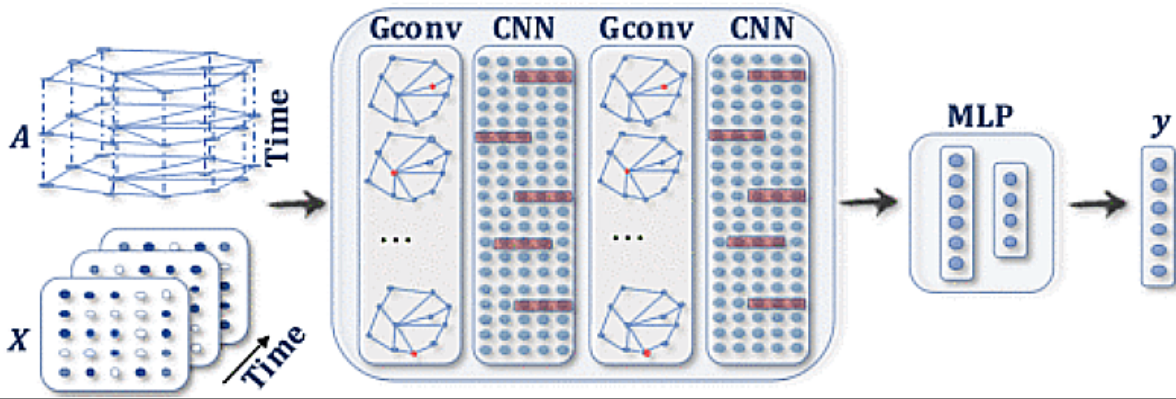 Gconv CNN Gconv CNN
A
Time
MLP
y
...
...
X
Time